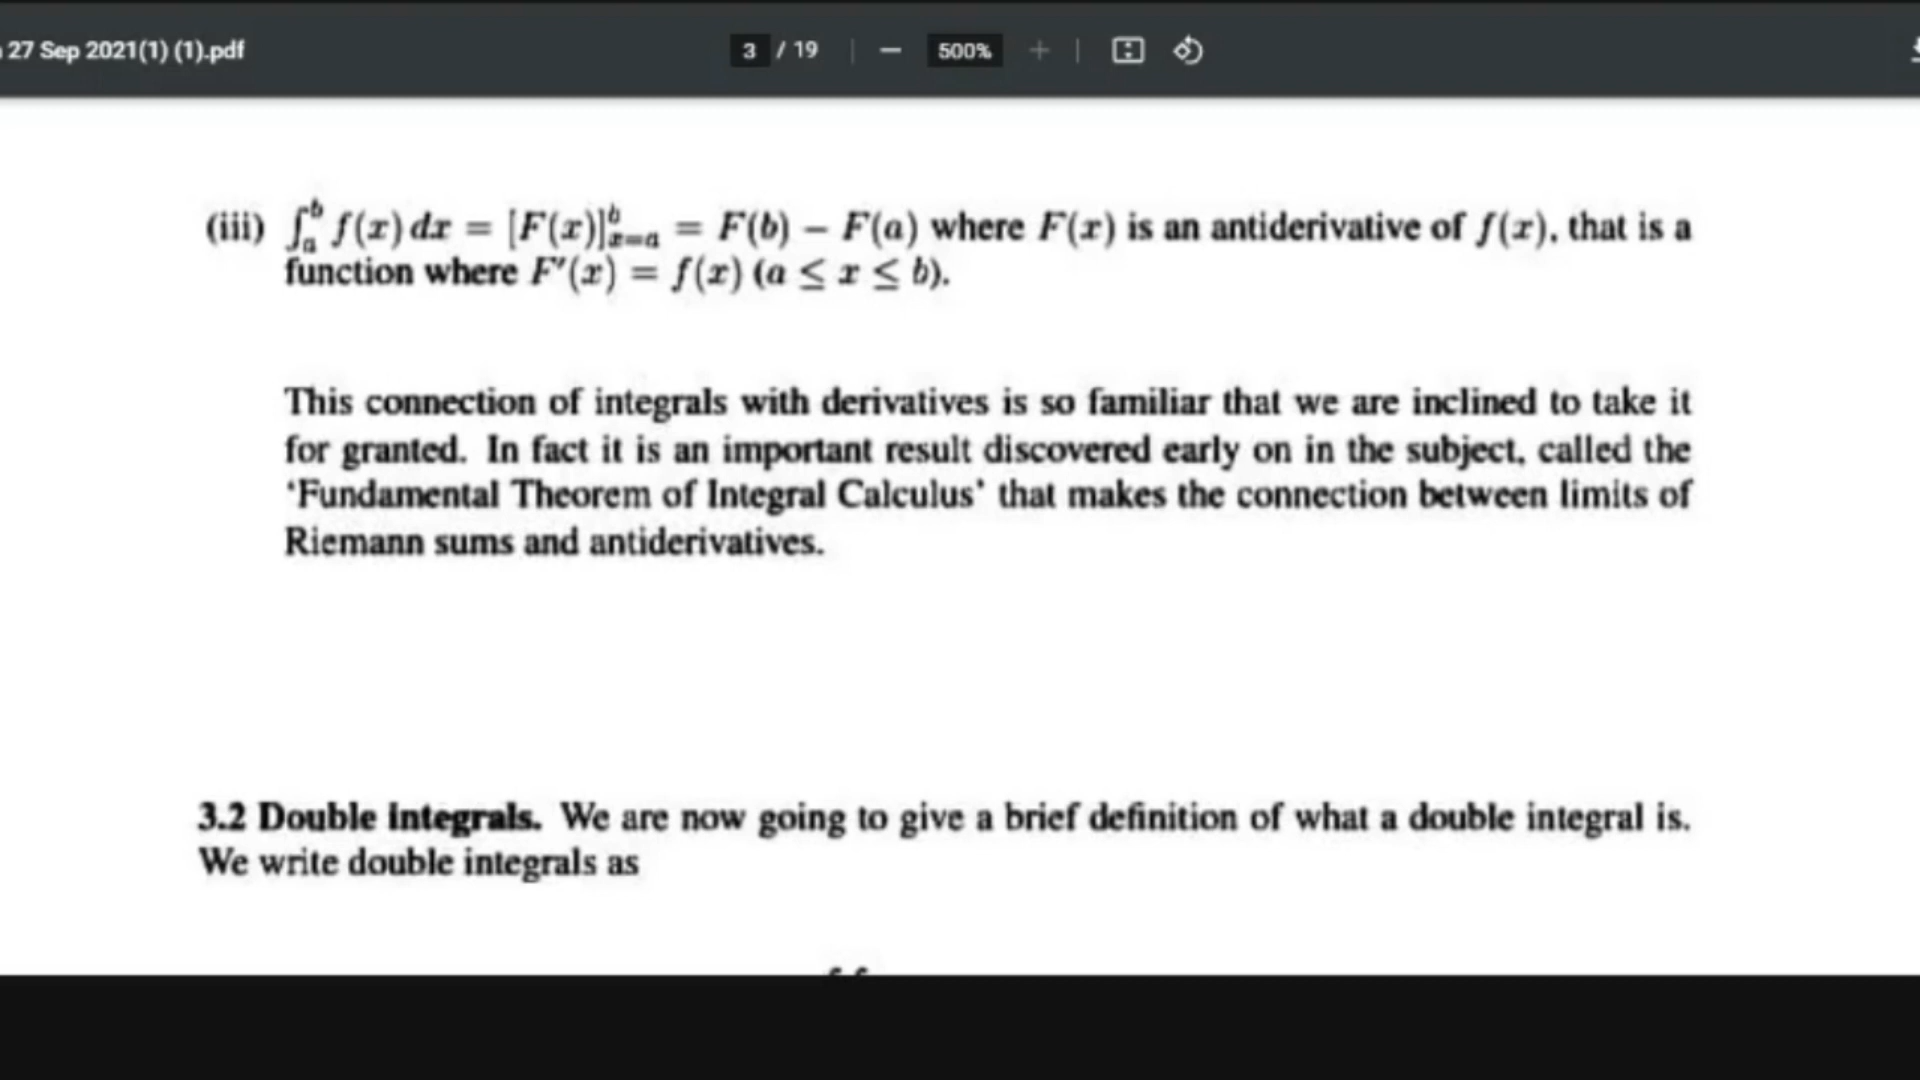 27 Sep 2021(1) (1).pdf
3 / 19 | − 500% + |
(iii) ∫ₐᵇ f(x) dx = [F(x)]ᵇₓ₌ₐ = F(b) − F(a) where F(x) is an antiderivative of f(x), that is a
function where F′(x) = f(x) (a ≤ x ≤ b).
This connection of integrals with derivatives is so familiar that we are inclined to take it
for granted. In fact it is an important result discovered early on in the subject, called the
‘Fundamental Theorem of Integral Calculus’ that makes the connection between limits of
Riemann sums and antiderivatives.
3.2 Double Integrals. We are now going to give a brief definition of what a double integral is.
We write double integrals as